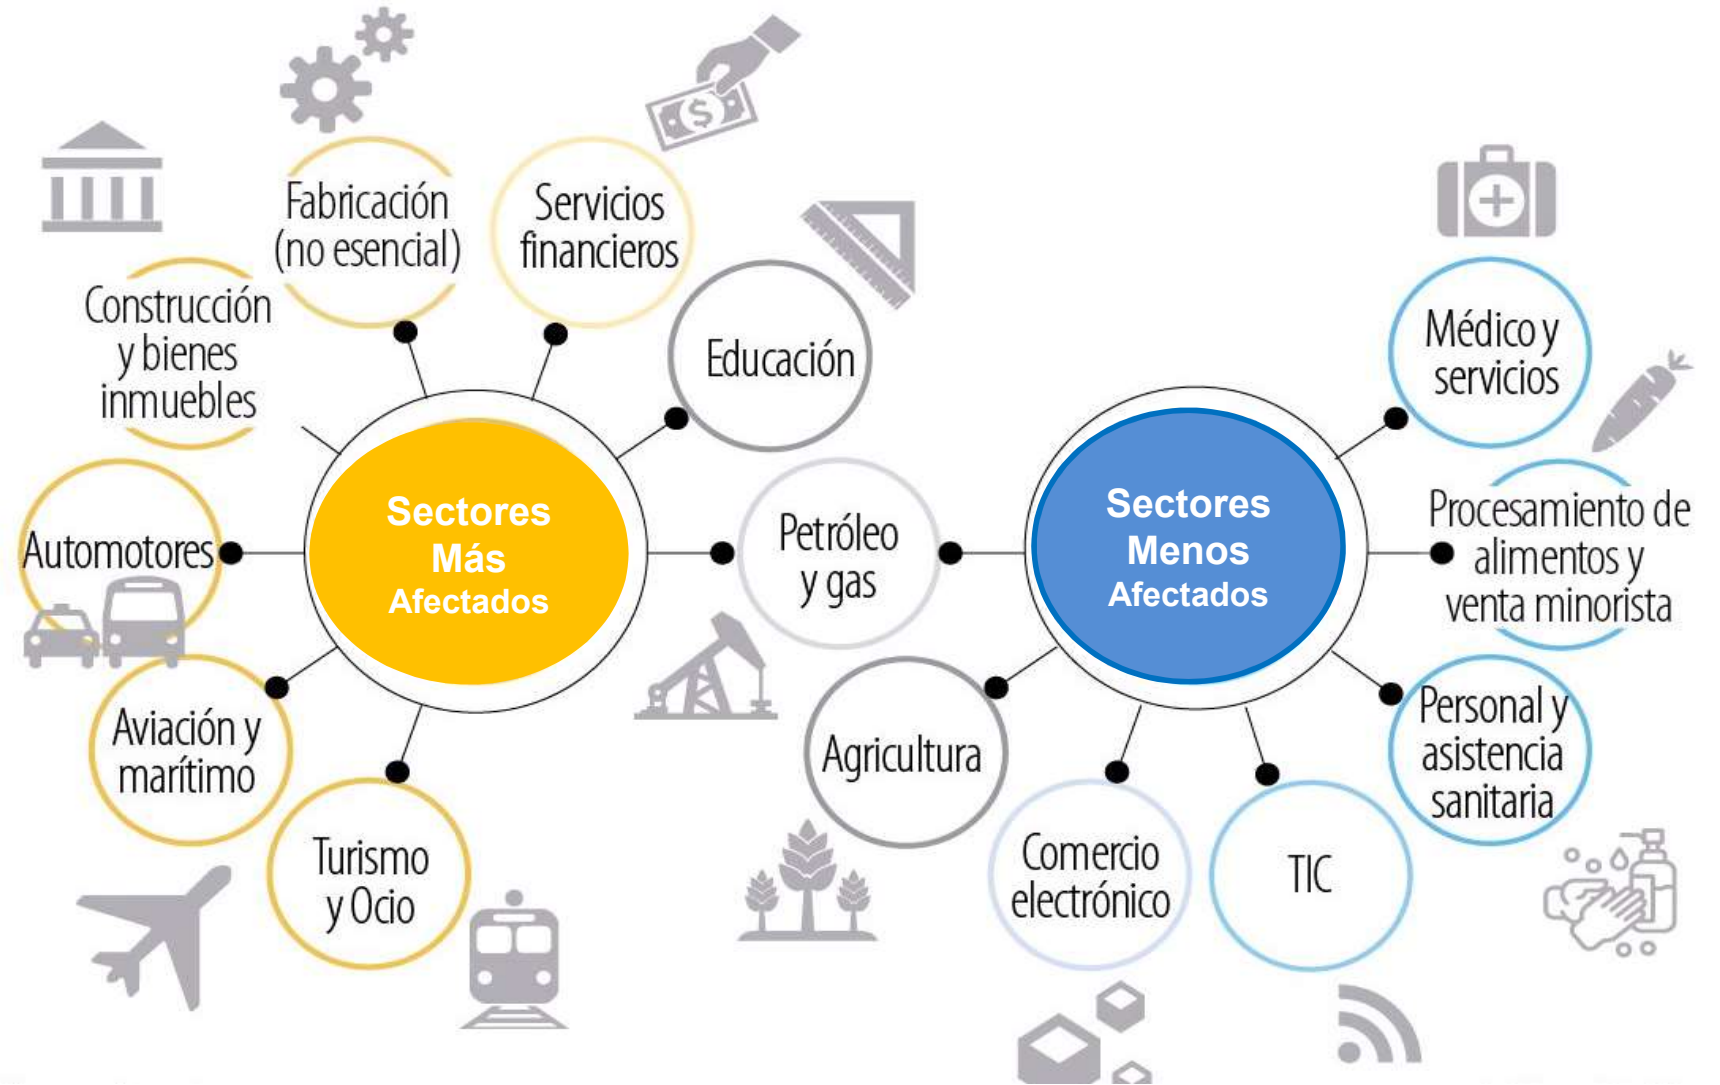 Fabricación
(no esencial)
Servicios
financieros
Construcción
y bienes
inmuebles
Educación
Automotores
Sectores
Más
Afectados
Petróleo
y gas
Aviación y
marítimo
Turismo
y Ocio
Sectores
Menos
Afectados
Médico y
servicios
Procesamiento de
alimentos y
venta minorista
Personal y
asistencia
sanitaria
Agricultura
Comercio
electrónico
TIC